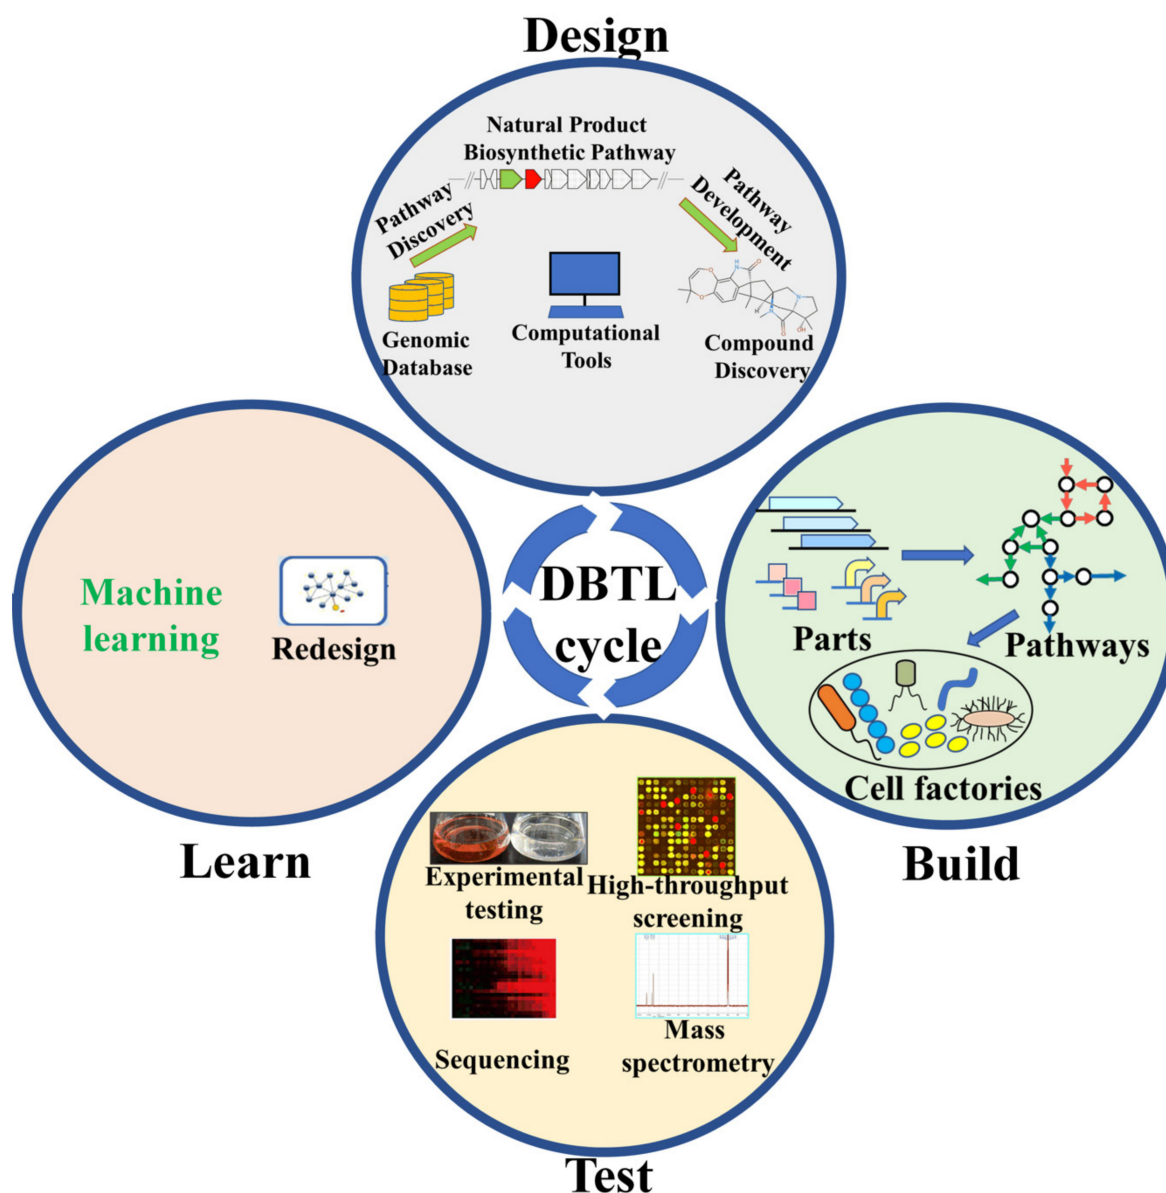 Design
Natural Product
Biosynthetic Pathway
Pathway
Discovery
Pathway
Development
Genomic
Database
Computational
Tools
Compound
Discovery
Machine
learning
Redesign
DBTL
cycle
Parts
Pathways
Cell factories
Learn
Build
Experimental
testing
High-throughput
screening
Sequencing
Mass
spectrometry
Test